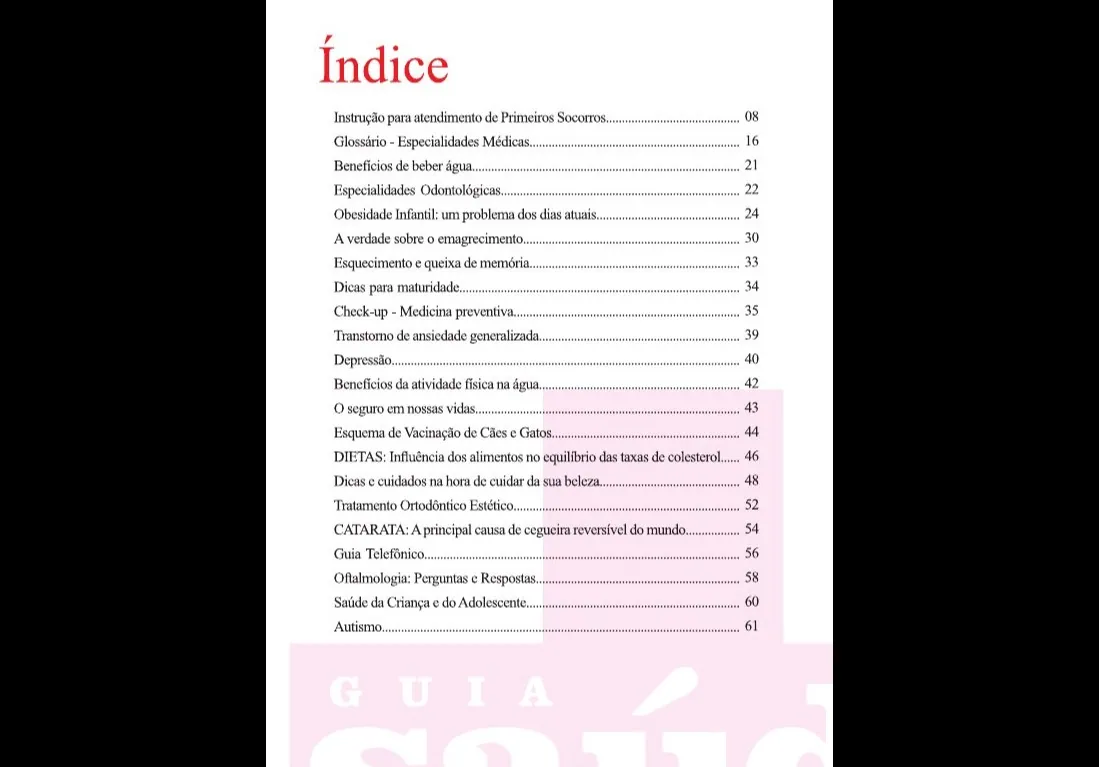 Índice
Instrução para atendimento de Primeiros Socorros.......................................... 08
Glossário - Especialidades Médicas................................................................. 16
Benefícios de beber água................................................................................... 21
Especialidades Odontológicas.......................................................................... 22
Obesidade Infantil: um problema dos dias atuais............................................. 24
A verdade sobre o emagrecimento.................................................................... 30
Esquecimento e queixa de memória.................................................................. 33
Dicas para maturidade....................................................................................... 34
Check-up - Medicina preventiva....................................................................... 35
Transtorno de ansiedade generalizada............................................................... 39
Depressão........................................................................................................... 40
Benefícios da atividade física na água.............................................................. 42
O seguro em nossas vidas.................................................................................. 43
Esquema de Vacinação de Cães e Gatos........................................................... 44
DIETAS: Influência dos alimentos no equilíbrio das taxas de colesterol...... 46
Dicas e cuidados na hora de cuidar da sua beleza............................................ 48
Tratamento Ortodôntico Estético...................................................................... 52
CATARATA: A principal causa de cegueira reversível do mundo................. 54
Guia Telefônico................................................................................................. 56
Oftalmologia: Perguntas e Respostas................................................................ 58
Saúde da Criança e do Adolescente................................................................... 60
Autismo.............................................................................................................. 61
GUIA
saúd